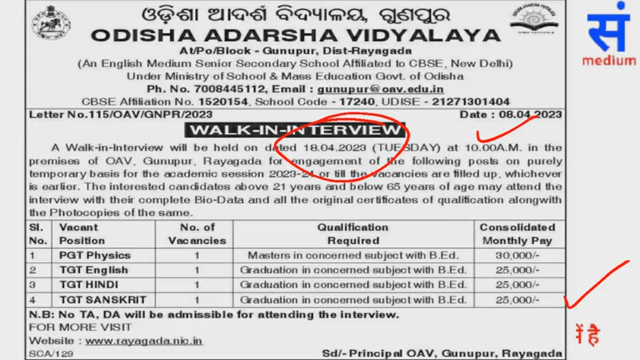 ଓଡ଼ିଶା ଆଦର୍ଶ ବିଦ୍ୟାଳୟ, ଗୁଣପୁର
ODISHA ADARSHA VIDYALAYA
At/Po/Block - Gunupur, Dist-Rayagada
(An English Medium Senior Secondary School Affiliated to CBSE, New Delhi)
Under Ministry of School & Mass Education Govt. of Odisha
Ph. No. 7008445112, Email : gunupur@oav.edu.in
CBSE Affiliation No. 1520154, School Code - 17240, UDISE - 21271301404
सं
medium
Letter No.115/OAV/GNPR/2023 Date : 08.04.2023
WALK-IN-INTERVIEW
A Walk-in-Interview will be held on dated 18.04.2023 (TUESDAY) at 10.00A.M. in
the premises of OAV, Gunupur, Rayagada for engagement of the following posts on purely
temporary basis for the academic session 2023-24 or till the vacancies are filled up, whichever
is earlier. The interested candidates above 21 years and below 65 years of age may attend the
interview with their complete Bio-Data and all the original certificates of qualification alongwith
the Photocopies of the same.
Sl. No. Vacant Position No. of Vacancies Qualification Required Consolidated Monthly Pay
1 PGT Physics 1 Masters in concerned subject with B.Ed. 30,000/-
2 TGT English 1 Graduation in concerned subject with B.Ed. 25,000/-
3 TGT HINDI 1 Graduation in concerned subject with B.Ed. 25,000/-
4 TGT SANSKRIT 1 Graduation in concerned subject with B.Ed. 25,000/-
N.B: No TA, DA will be admissible for attending the interview.
FOR MORE VISIT
Website : www.rayagada.nic.in
SCA/129 Sd/- Principal OAV, Gunupur, Rayagada
में है